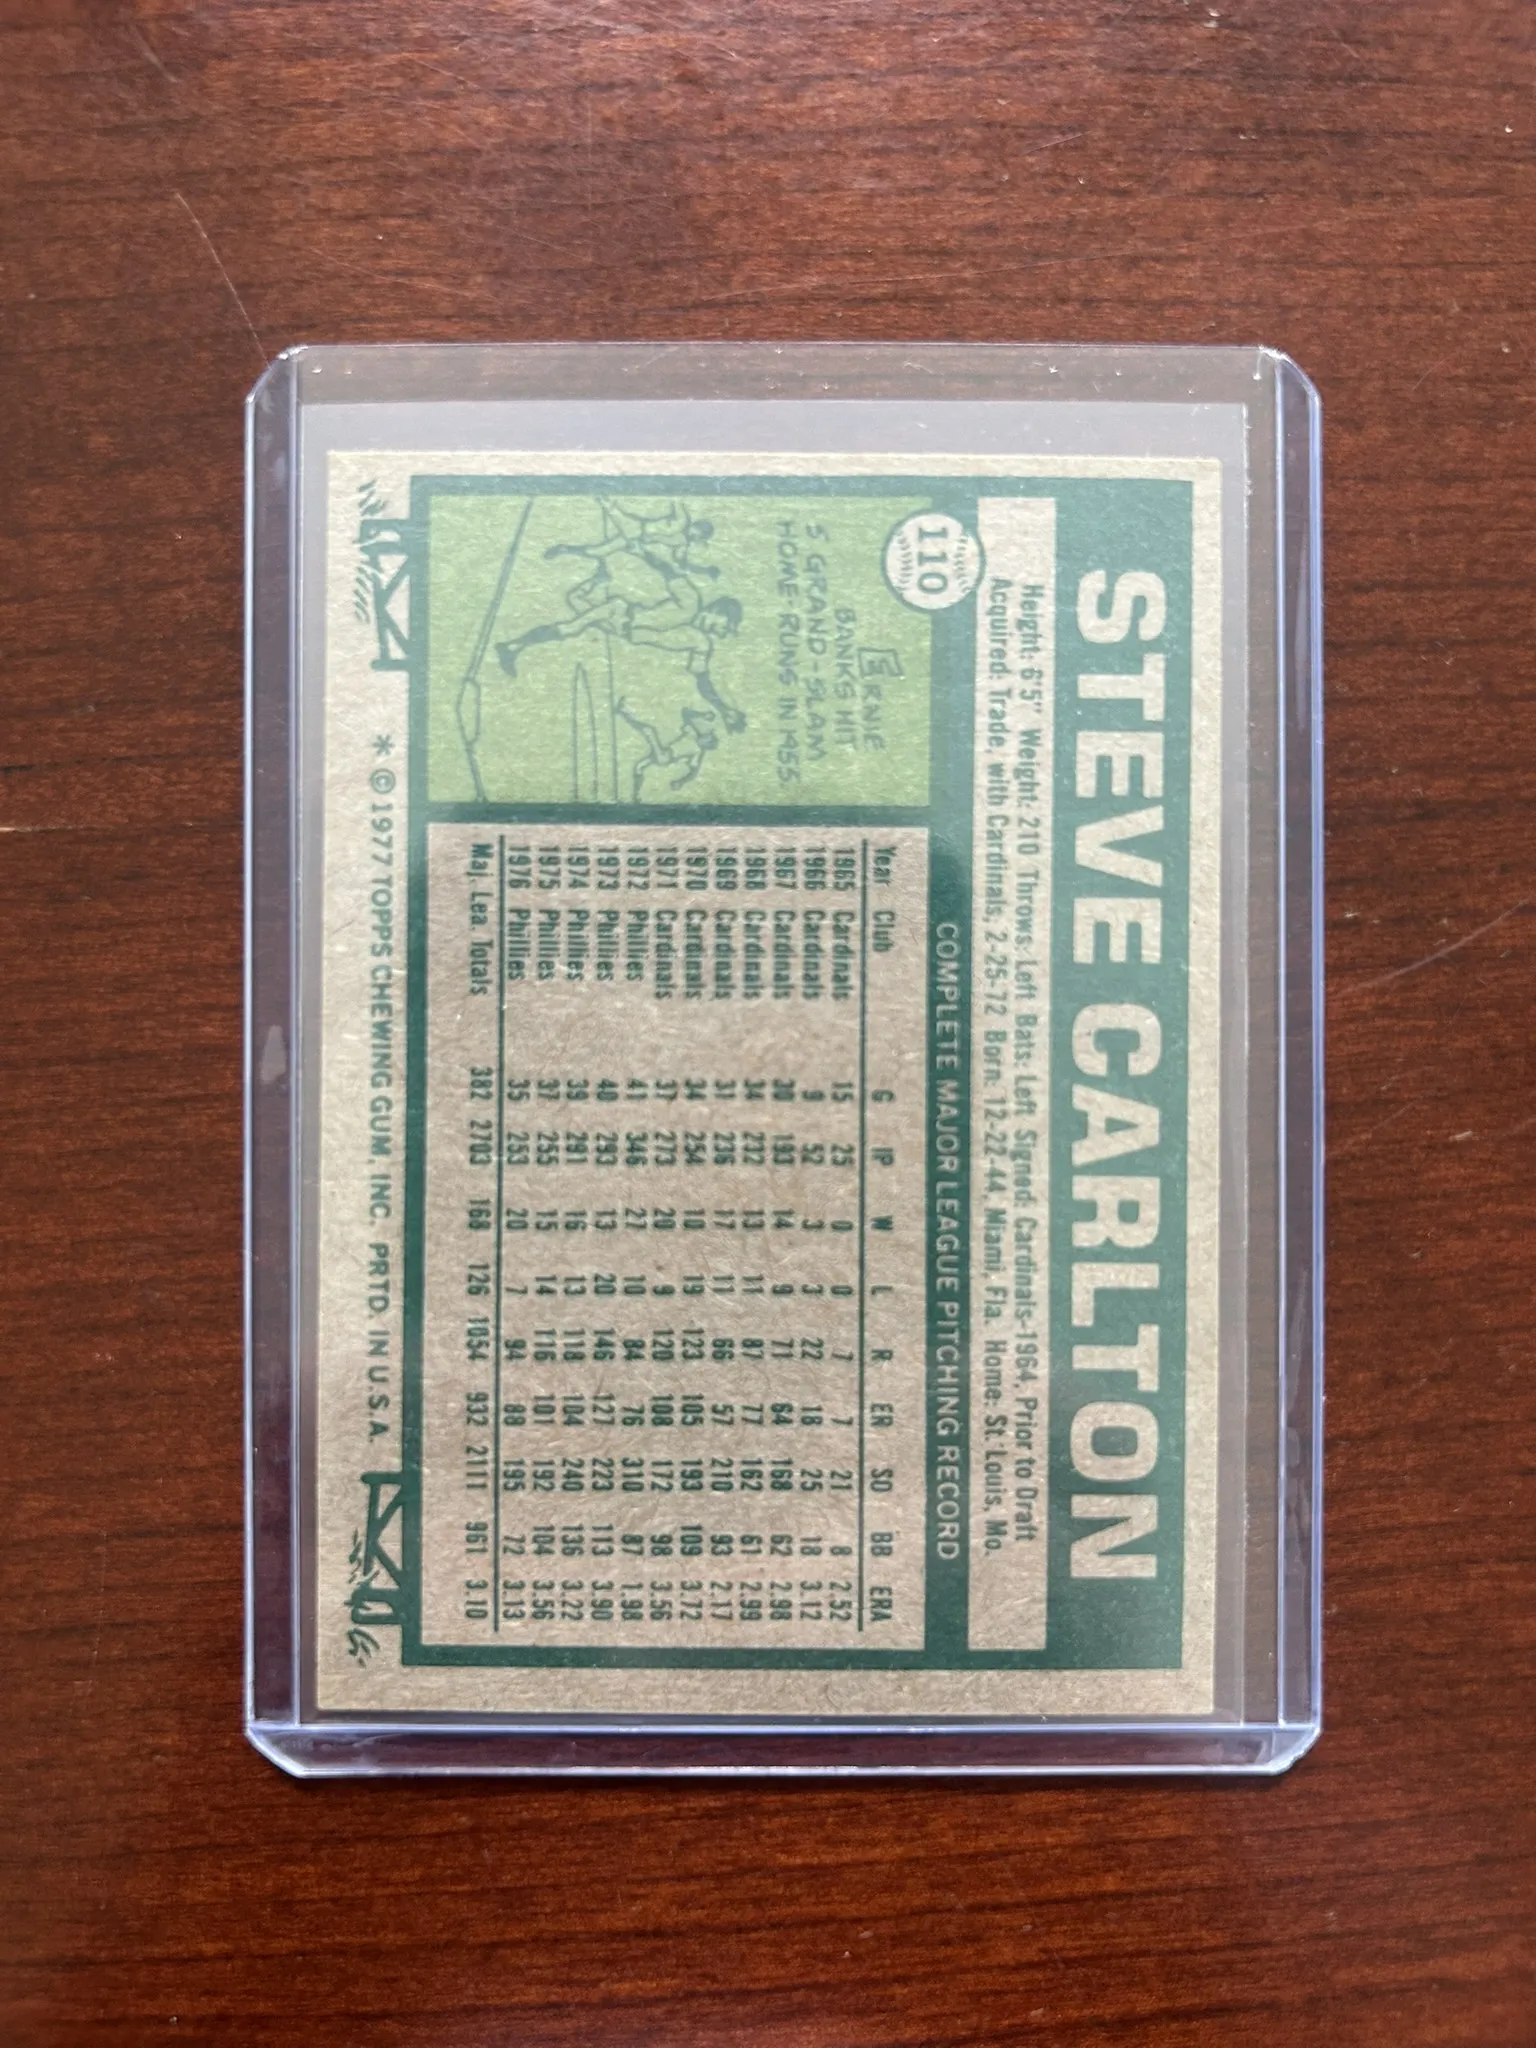 STEVE CARLTON
Height: 6'5" Weight: 210 Throws: Left Bats: Left Signed: Cardinals-1964, Prior to Draft
Acquired: Trade, with Cardinals, 2-25-72 Born: 12-22-44, Miami, Fla. Home: St. Louis, Mo.
110
COMPLETE MAJOR LEAGUE PITCHING RECORD
ERNIE
BANKS HIT
5 GRAND-SLAM
HOME-RUNS IN 1955.
Year Club G IP W L R ER SO BB ERA
1965 Cardinals 15 25 0 0 7 7 21 8 2.52
1966 Cardinals 9 52 3 3 22 18 25 18 3.12
1967 Cardinals 30 193 14 9 71 64 168 62 2.98
1968 Cardinals 34 232 13 11 87 77 162 61 2.99
1969 Cardinals 31 236 17 11 66 57 210 93 2.17
1970 Cardinals 34 254 10 19 123 105 193 109 3.72
1971 Cardinals 37 273 20 9 120 108 172 98 3.56
1972 Phillies 41 346 27 10 84 76 310 87 1.98
1973 Phillies 40 293 13 20 146 127 223 113 3.90
1974 Phillies 39 291 16 13 118 104 240 136 3.22
1975 Phillies 37 255 15 14 116 101 192 104 3.56
1976 Phillies 35 253 20 7 94 88 195 72 3.13
Maj. Lea. Totals 382 2703 168 126 1054 932 2111 961 3.10
* © 1977 TOPPS CHEWING GUM, INC. PRTD. IN U.S.A.